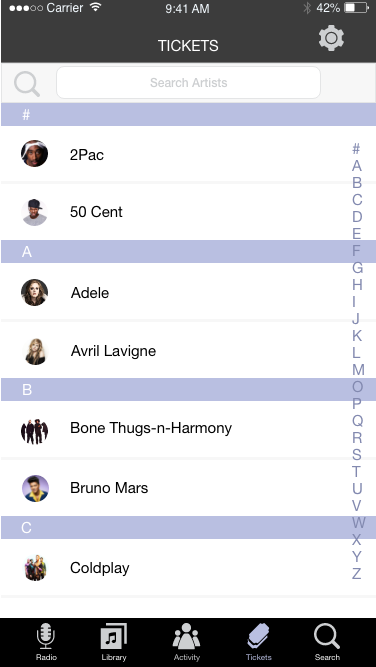 Carrier 9:41 AM 42%
TICKETS
Search Artists
#
2Pac
50 Cent
A
Adele
Avril Lavigne
B
Bone Thugs-n-Harmony
Bruno Mars
C
Coldplay
#
A
B
C
D
E
F
G
H
I
J
K
L
M
O
P
Q
R
S
T
U
V
W
X
Y
Z
Radio Library Activity Tickets Search